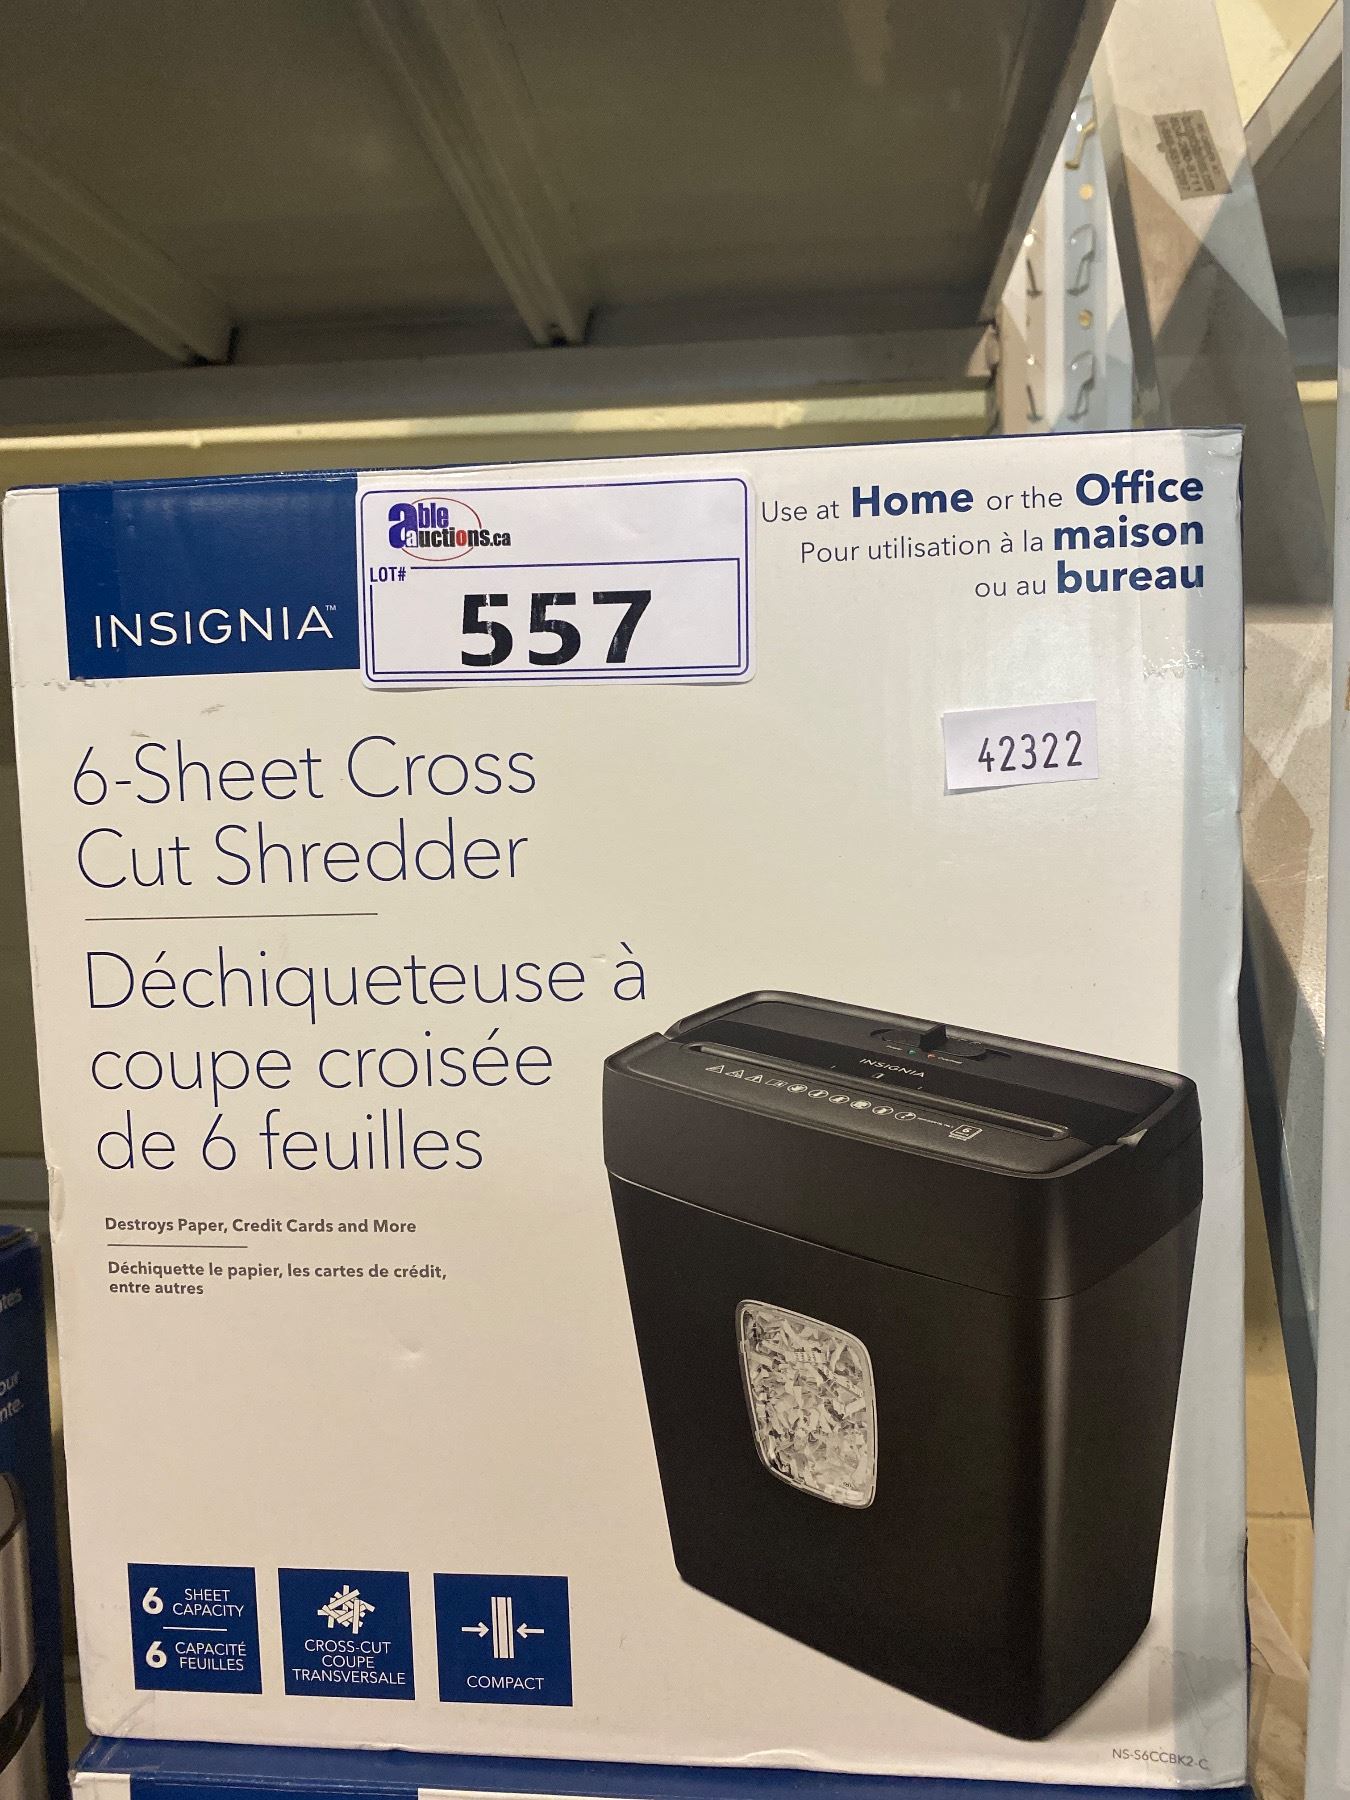 able
auctions.ca
LOT#
557
INSIGNIA™
Use at Home or the Office
Pour utilisation à la maison
ou au bureau
42322
6-Sheet Cross
Cut Shredder
Déchiqueteuse à
coupe croisée
de 6 feuilles
Destroys Paper, Credit Cards and More
Déchiquette le papier, les cartes de crédit,
entre autres
INSIGNIA
6
6 SHEET
CAPACITY
6 CAPACITÉ
FEUILLES
CROSS-CUT
COUPE
TRANSVERSALE
COMPACT
NS-S6CCBK2-C